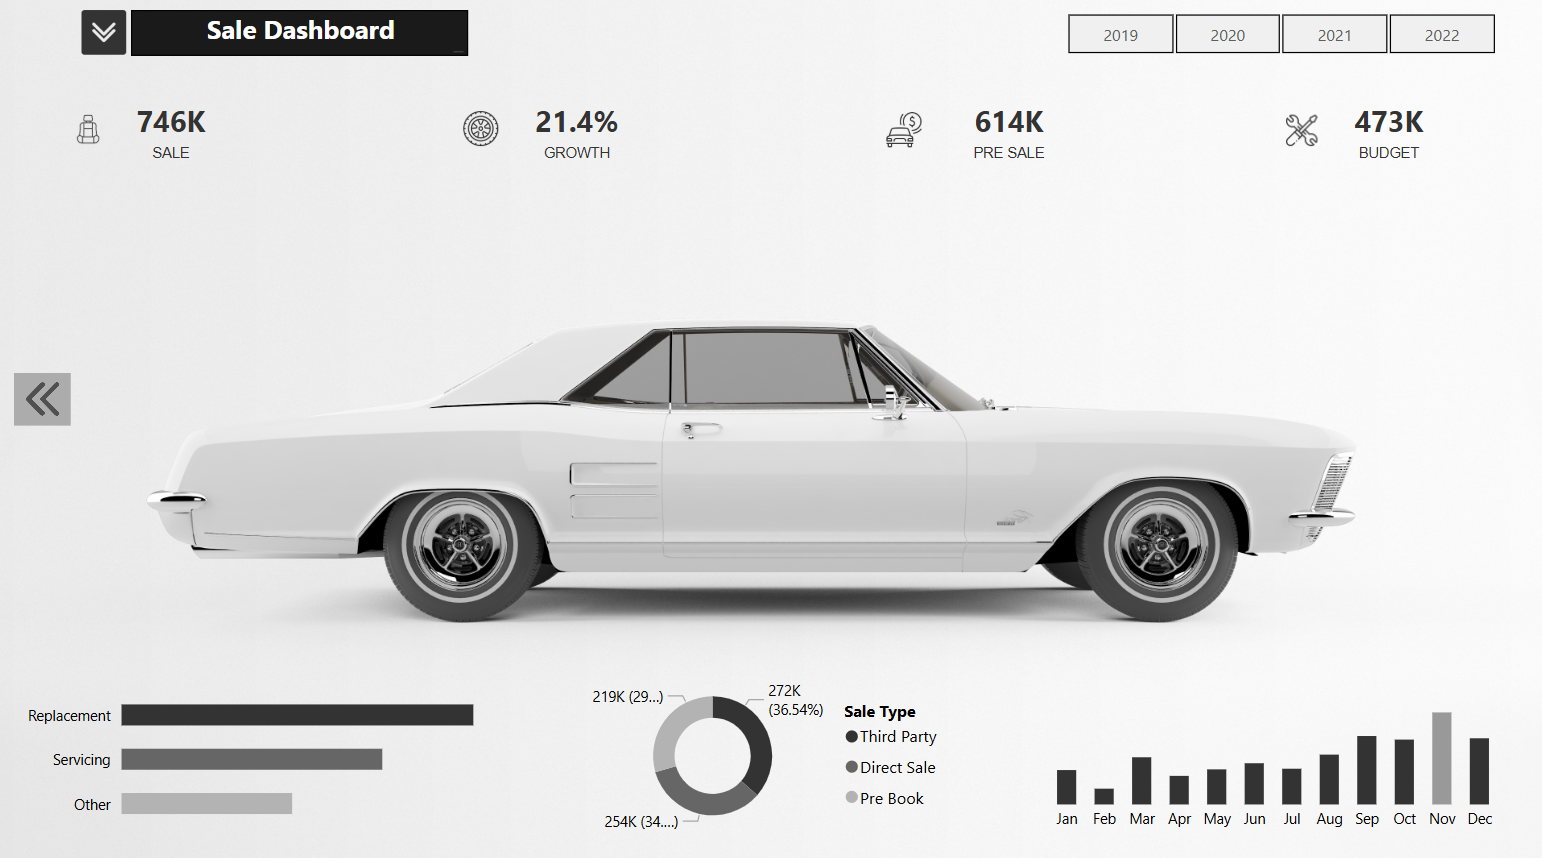 Sale Dashboard
2019
2020
2021
2022
746K
SALE
21.4%
GROWTH
614K
PRE SALE
473K
BUDGET
Replacement
Servicing
Other
219K (29...)
272K
(36.54%)
254K (34....)
Sale Type
Third Party
Direct Sale
Pre Book
Jan Feb Mar Apr May Jun Jul Aug Sep Oct Nov Dec